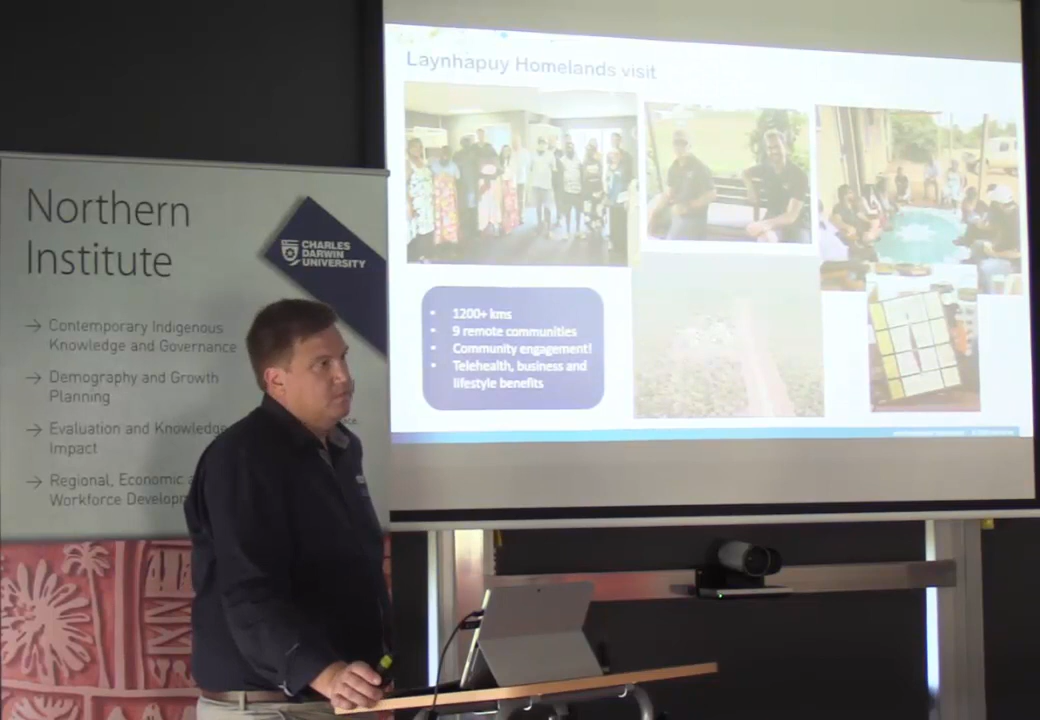 Laynhapuy Homelands visit
Northern
Institute
CHARLES
DARWIN
UNIVERSITY
→ Contemporary Indigenous
Knowledge and Governance
→ Demography and Growth
Planning
→ Evaluation and Knowledge
Impact
→ Regional, Economic a
Workforce Develop
• 1200+ kms
• 9 remote communities
• Community engagement!
• Telehealth, business and
lifestyle benefits